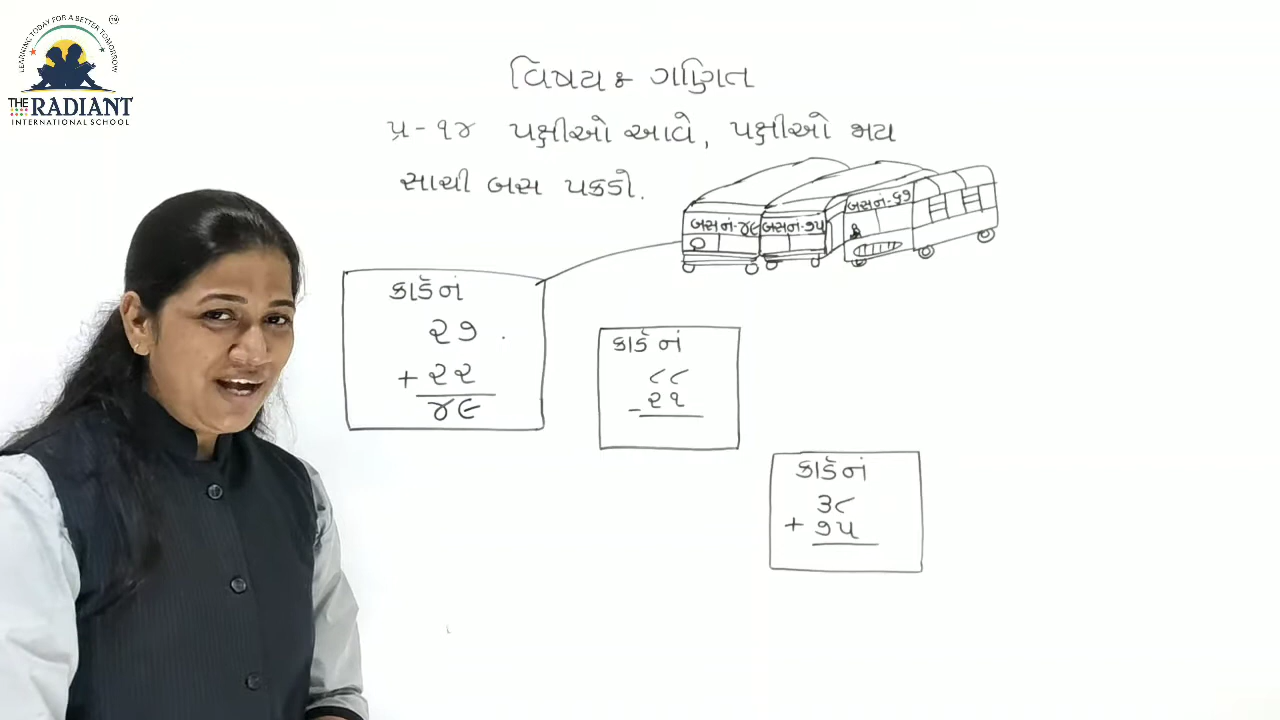 LEARNING TODAY FOR A BETTER TOMORROW
THE RADIANT
INTERNATIONAL SCHOOL
વિષય : ગણિત
પ્ર - ૧૪ પક્ષીઓ આવે, પક્ષીઓ જાય
સાચી બસ પકડો.
બસ નં-૪૯
બસ નં-૭૫
બસ નં-૬૭
કાર્ડ નં
૨૭
+ ૨૨
૪૯
કાર્ડ નં
૮૮
- ૨૧
કાર્ડ નં
૩૮
+ ૭૫